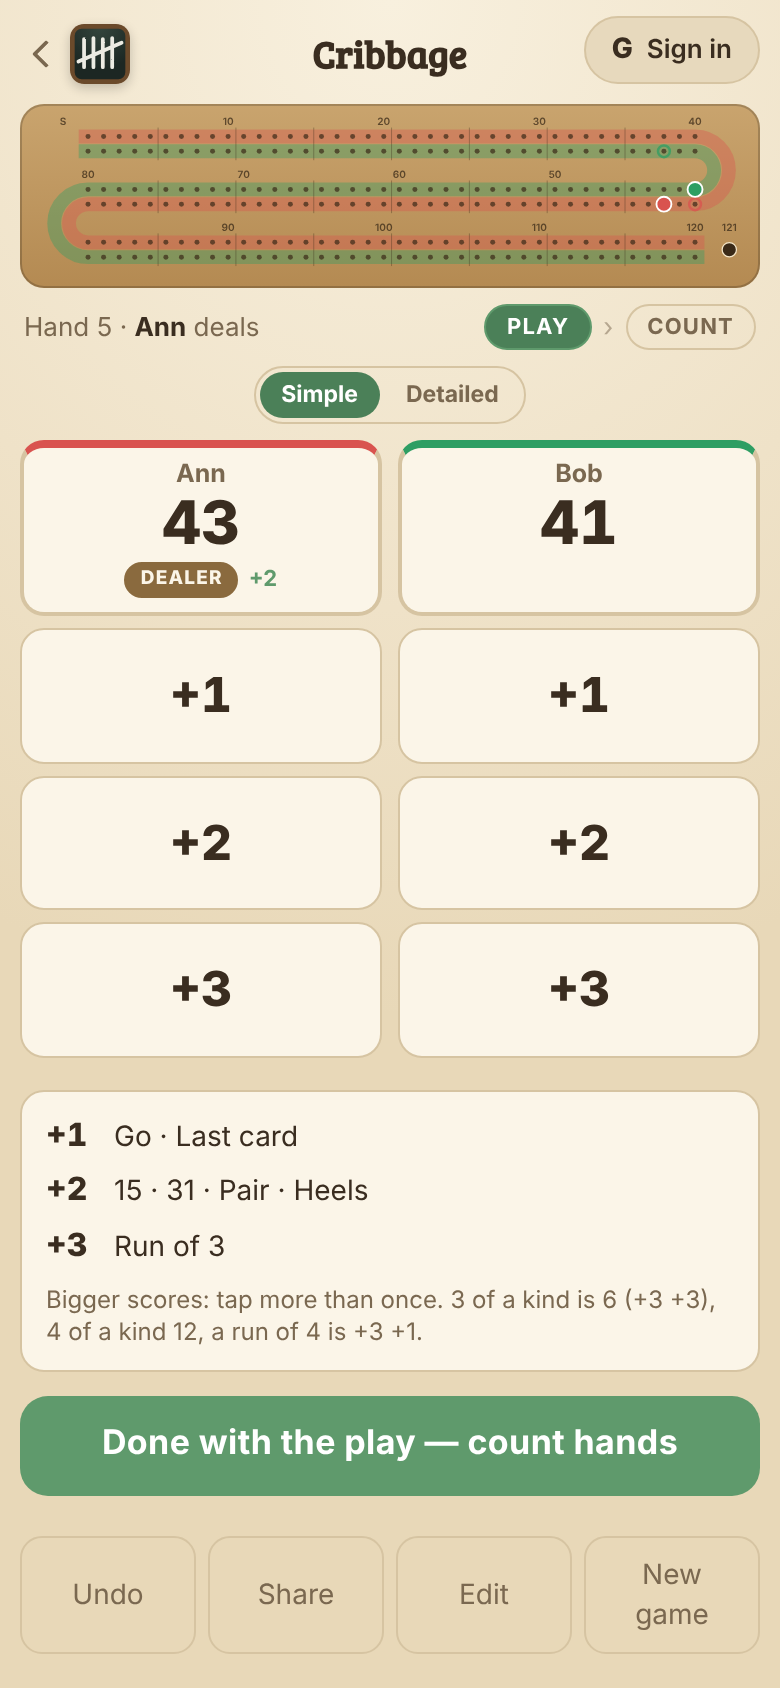 Cribbage
G Sign in
S 10 20 30 40
80 70 60 50
90 100 110 120 121
Hand 5 · Ann deals
PLAY › COUNT
Simple Detailed
Ann
43
DEALER +2
Bob
41
+1 +1
+2 +2
+3 +3
+1 Go · Last card
+2 15 · 31 · Pair · Heels
+3 Run of 3
Bigger scores: tap more than once. 3 of a kind is 6 (+3 +3),
4 of a kind 12, a run of 4 is +3 +1.
Done with the play — count hands
Undo Share Edit New
game